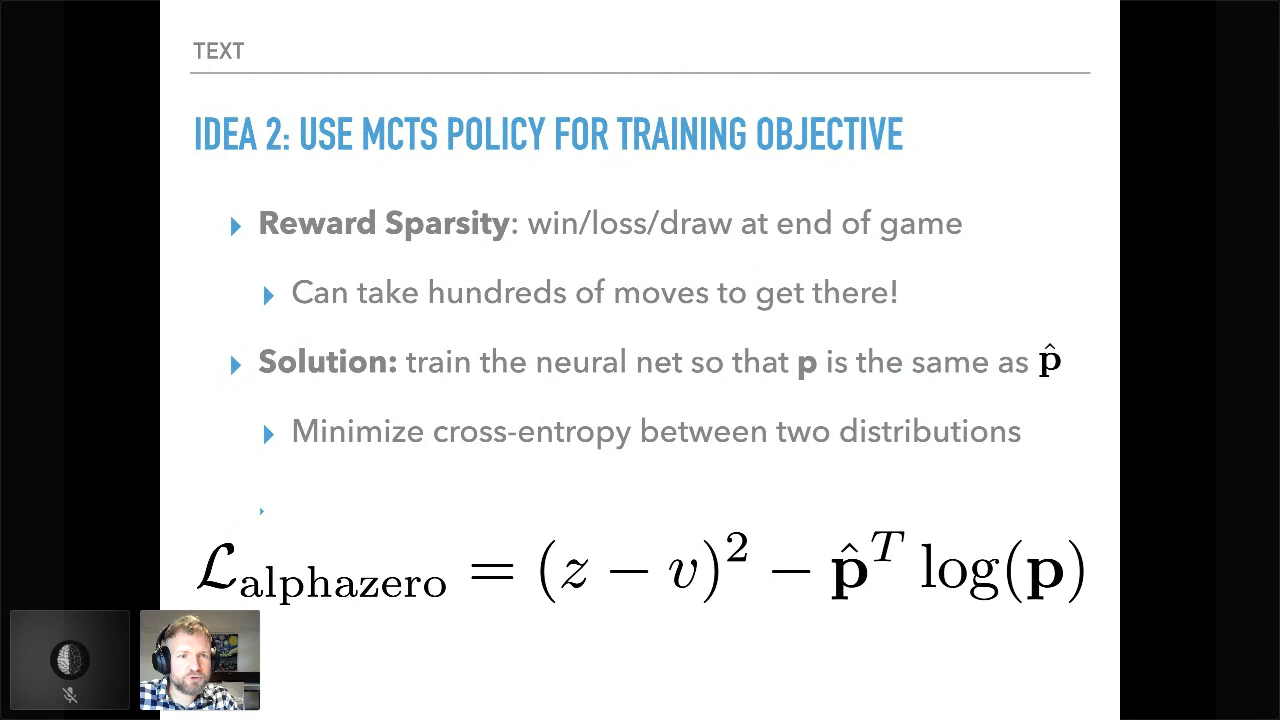 TEXT
IDEA 2: USE MCTS POLICY FOR TRAINING OBJECTIVE
Reward Sparsity: win/loss/draw at end of game
Can take hundreds of moves to get there!
Solution: train the neural net so that p is the same as p̂
Minimize cross-entropy between two distributions
ℒalphazero = (z − v)² − p̂ᵀ log(p)